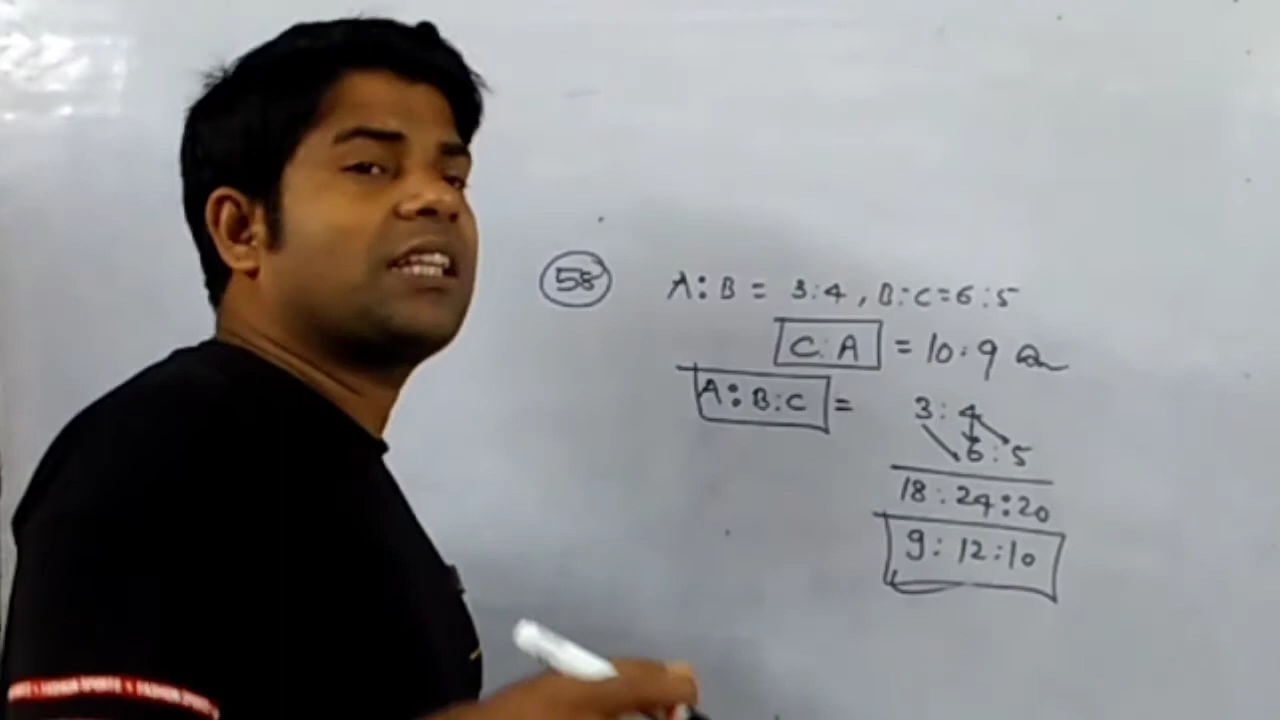 58 A:B = 3:4, B:C=6:5
C:A = 10:9
A:B:C = 3:4
6:5
18:24:20
9:12:10